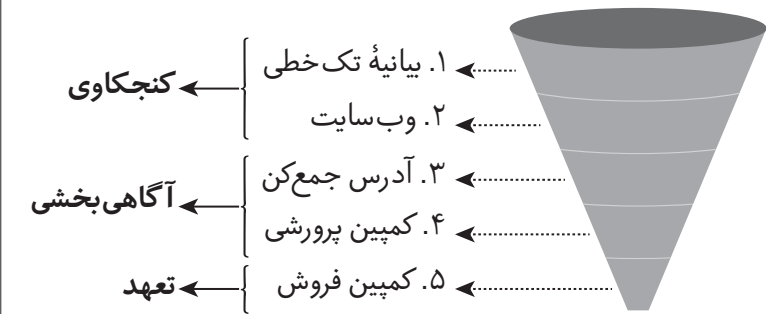 ۱. بیانیهٔ تک‌خطی
۲. وب‌سایت
کنجکاوی
۳. آدرس جمع‌کن
۴. کمپین پرورشی
آگاهی‌بخشی
۵. کمپین فروش
تعهد